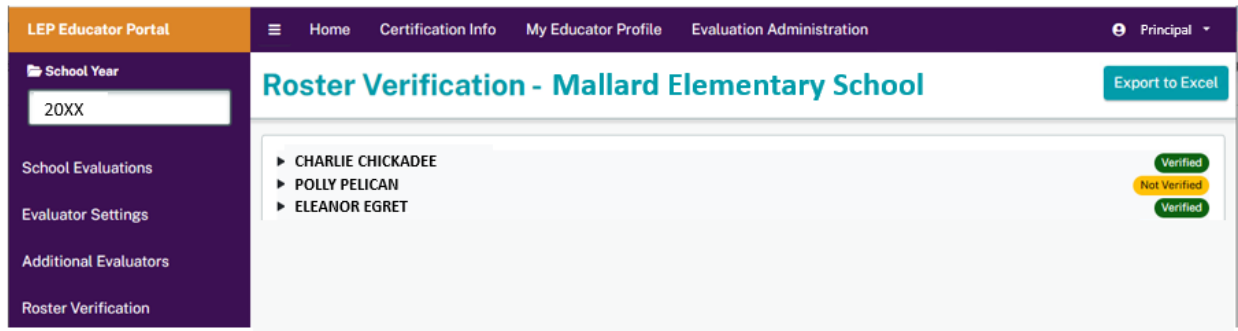 LEP Educator Portal
Home Certification Info My Educator Profile Evaluation Administration Principal
School Year
20XX
Roster Verification - Mallard Elementary School
Export to Excel
School Evaluations
Evaluator Settings
Additional Evaluators
Roster Verification
CHARLIE CHICKADEE Verified
POLLY PELICAN Not Verified
ELEANOR EGRET Verified